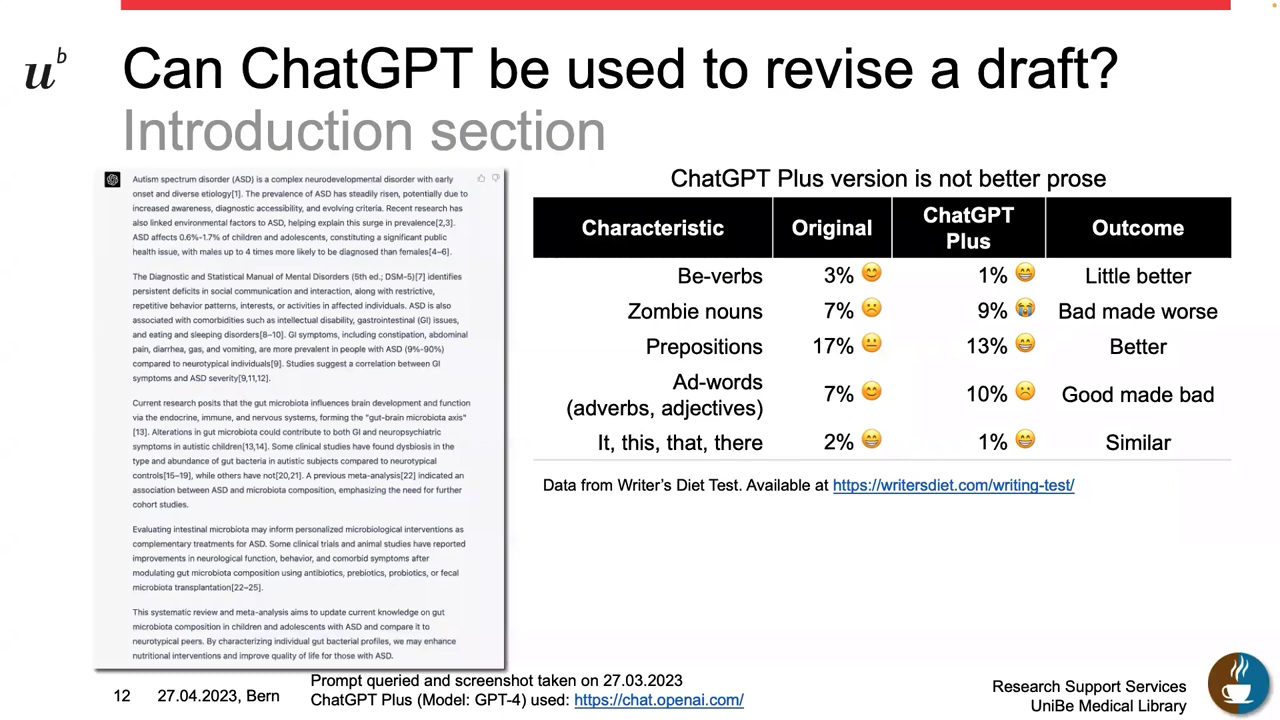 u b
Can ChatGPT be used to revise a draft?
Introduction section
Autism spectrum disorder (ASD) is a complex neurodevelopmental disorder with early
onset and diverse etiology[1]. The prevalence of ASD has steadily risen, potentially due to
increased awareness, diagnostic accessibility, and evolving criteria. Recent research has
also linked environmental factors to ASD, helping explain this surge in prevalence[2,3].
ASD affects 0.6%-1.7% of children and adolescents, constituting a significant public
health issue, with males up to 4 times more likely to be diagnosed than females[4–6].
The Diagnostic and Statistical Manual of Mental Disorders (5th ed.; DSM-5)[7] identifies
persistent deficits in social communication and interaction, along with restrictive,
repetitive behavior patterns, interests, or activities in affected individuals. ASD is also
associated with comorbidities such as intellectual disability, gastrointestinal (GI) issues,
and eating and sleeping disorders[8–10]. GI symptoms, including constipation, abdominal
pain, diarrhea, gas, and vomiting, are more prevalent in people with ASD (9%-90%)
compared to neurotypical individuals[9]. Studies suggest a correlation between GI
symptoms and ASD severity[9,11,12].
Current research posits that the gut microbiota influences brain development and function
via the endocrine, immune, and nervous systems, forming the "gut-brain microbiota axis"
[13]. Alterations in gut microbiota could contribute to both GI and neuropsychiatric
symptoms in autistic children[13,14]. Some clinical studies have found dysbiosis in the
type and abundance of gut bacteria in autistic subjects compared to neurotypical
controls[15–19], while others have not[20,21]. A previous meta-analysis[22] indicated an
association between ASD and microbiota composition, emphasizing the need for further
cohort studies.
Evaluating intestinal microbiota may inform personalized microbiological interventions as
complementary treatments for ASD. Some clinical trials and animal studies have reported
improvements in neurological function, behavior, and comorbid symptoms after
modulating gut microbiota composition using antibiotics, prebiotics, probiotics, or fecal
microbiota transplantation[22–25].
This systematic review and meta-analysis aims to update current knowledge on gut
microbiota composition in children and adolescents with ASD and compare it to
neurotypical peers. By characterizing individual gut bacterial profiles, we may enhance
nutritional interventions and improve quality of life for those with ASD.
ChatGPT Plus version is not better prose
Characteristic Original ChatGPT Plus Outcome
Be-verbs 3% 😊 1% 😁 Little better
Zombie nouns 7% 🙁 9% 😭 Bad made worse
Prepositions 17% 😐 13% 😁 Better
Ad-words
(adverbs, adjectives) 7% 😊 10% 🙁 Good made bad
It, this, that, there 2% 😁 1% 😁 Similar
Data from Writer's Diet Test. Available at https://writersdiet.com/writing-test/
12 27.04.2023, Bern
Prompt queried and screenshot taken on 27.03.2023
ChatGPT Plus (Model: GPT-4) used: https://chat.openai.com/
Research Support Services
UniBe Medical Library